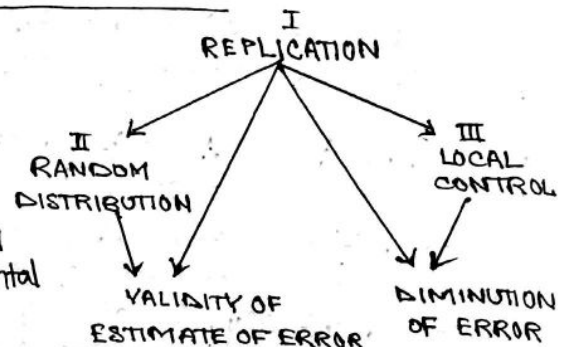 I
REPLICATION
II
RANDOM
DISTRIBUTION
III
LOCAL
CONTROL
VALIDITY OF
ESTIMATE OF ERROR
DIMINUTION
OF ERROR